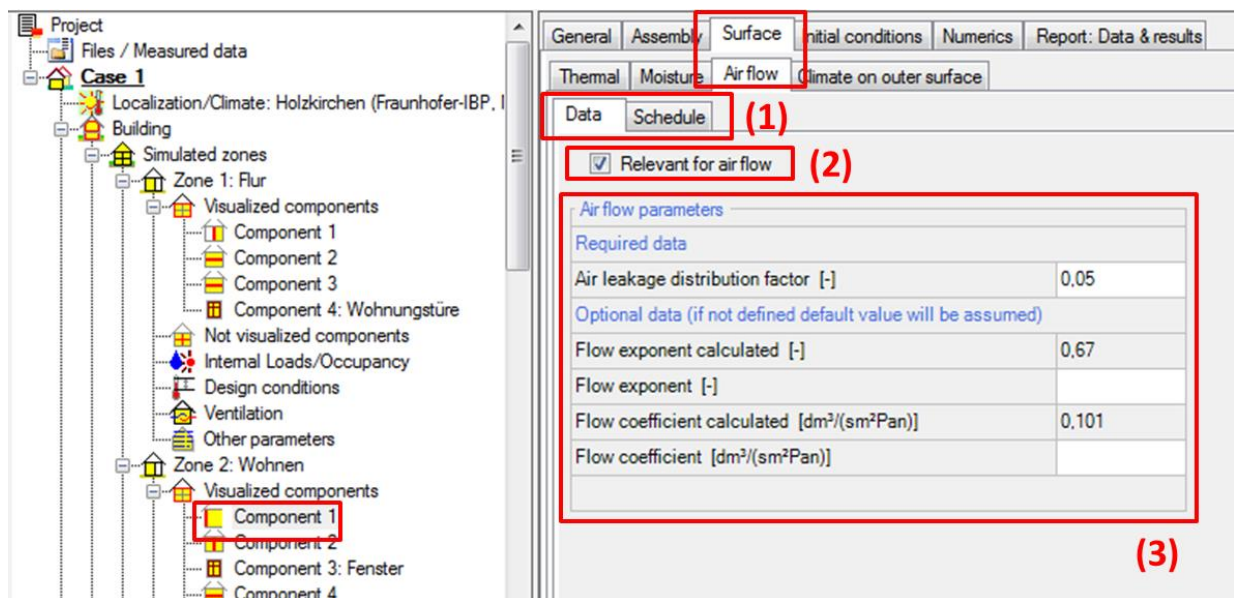 Project
Files / Measured data
Case 1
Localization/Climate: Holzkirchen (Fraunhofer-IBP,
Building
Simulated zones
Zone 1: Flur
Visualized components
Component 1
Component 2
Component 3
Component 4: Wohnungstüre
Not visualized components
Internal Loads/Occupancy
Design conditions
Ventilation
Other parameters
Zone 2: Wohnen
Visualized components
Component 1
Component 2
Component 3: Fenster
Component 4
General Assembly Surface Initial conditions Numerics Report: Data & results
Thermal Moisture Air flow Climate on outer surface
Data Schedule (1)
Relevant for air flow (2)
Air flow parameters
Required data
Air leakage distribution factor [-] 0,05
Optional data (if not defined default value will be assumed)
Flow exponent calculated [-] 0,67
Flow exponent [-]
Flow coefficient calculated [dm³/(sm²Pan)] 0,101
Flow coefficient [dm³/(sm²Pan)]
(3)